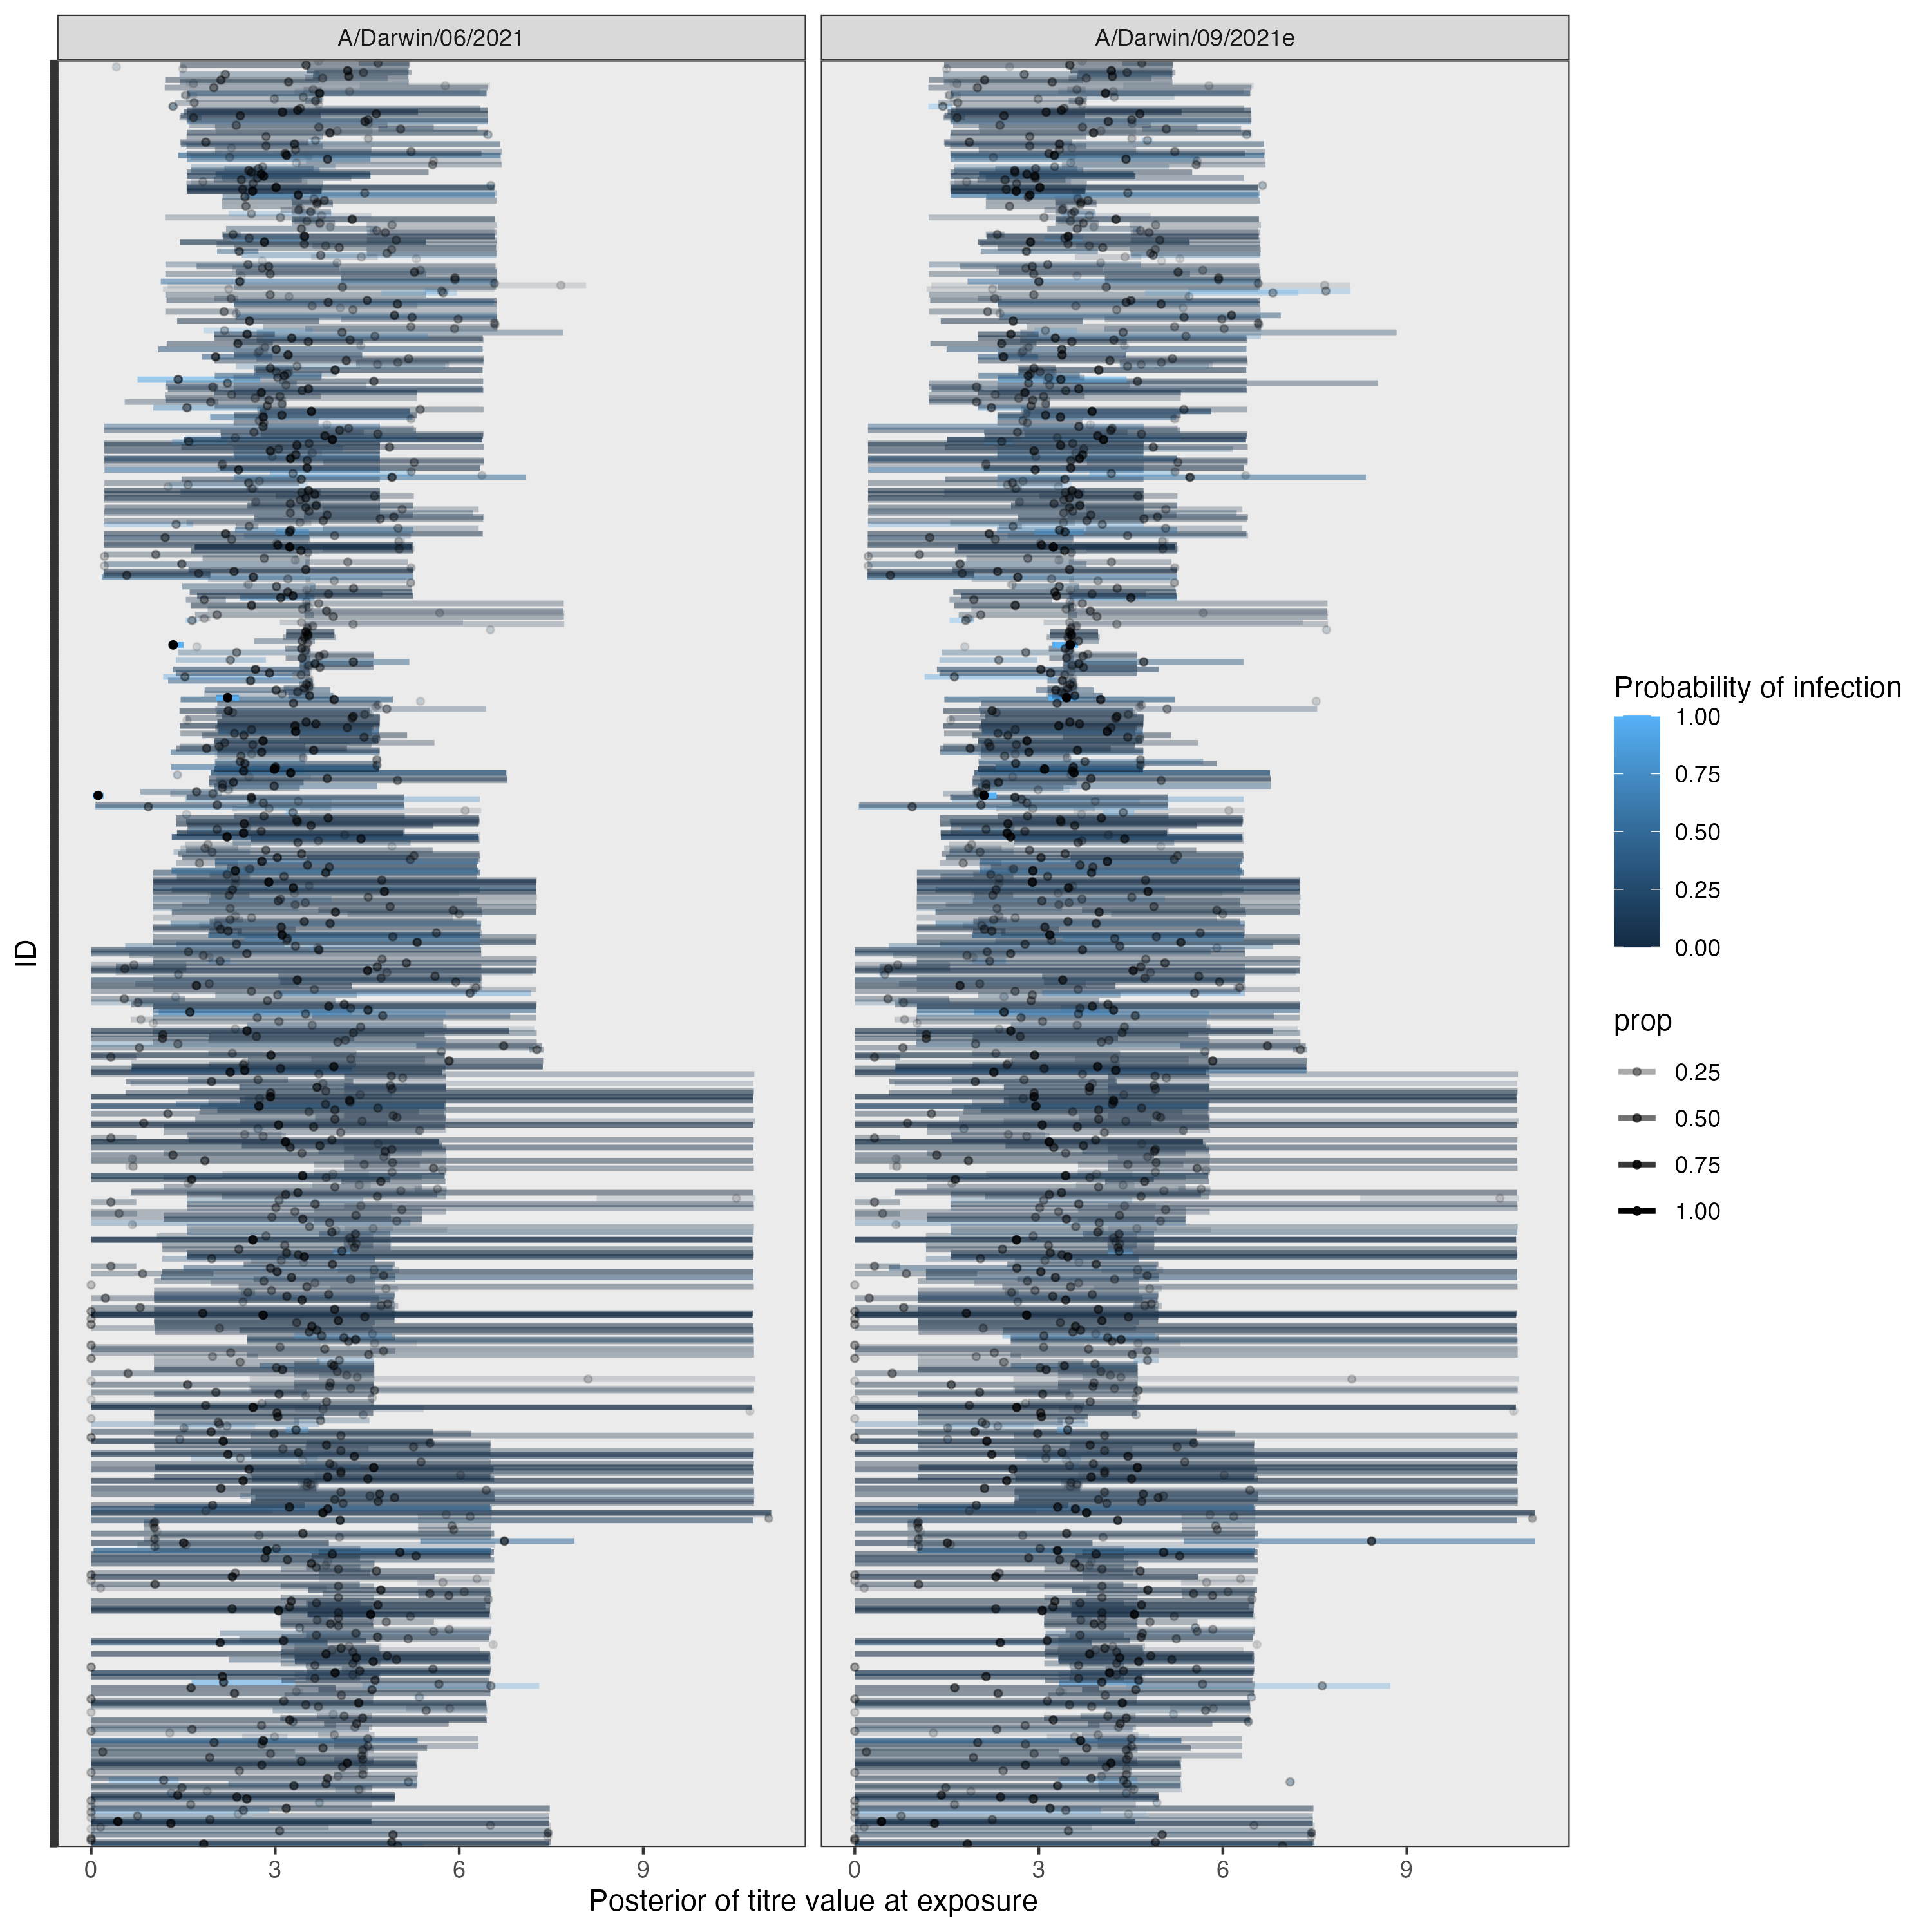 A/Darwin/06/2021
A/Darwin/09/2021e
ID
0 3 6 9
0 3 6 9
Posterior of titre value at exposure
Probability of infection
1.00
0.75
0.50
0.25
0.00
prop
0.25
0.50
0.75
1.00